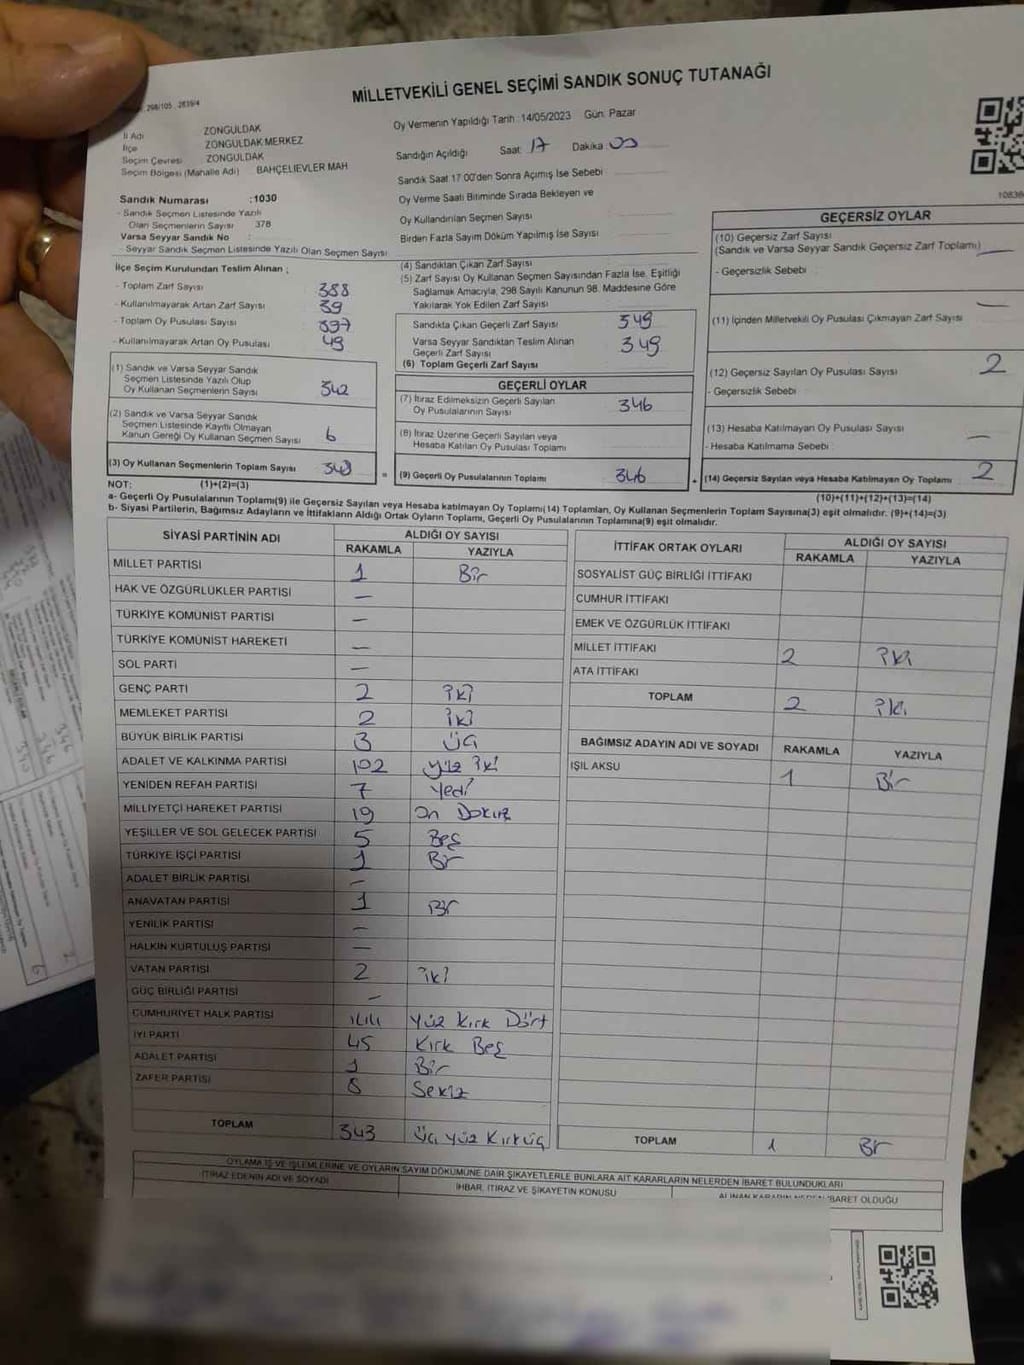 298/105 . 2839/4
MİLLETVEKİLİ GENEL SEÇİMİ SANDIK SONUÇ TUTANAĞI
İl Adı ZONGULDAK
İlçe ZONGULDAK MERKEZ
Seçim Çevresi ZONGULDAK
Seçim Bölgesi (Mahalle Adı) BAHÇELİEVLER MAH
Oy Vermenin Yapıldığı Tarih :14/05/2023 Gün: Pazar
Sandığın Açıldığı Saat: 17 Dakika 00
Sandık Saat 17.00'den Sonra Açımış İse Sebebi
Oy Verme Saati Bitiminde Sırada Bekleyen ve
Oy Kullandırılan Seçmen Sayısı
Birden Fazla Sayım Döküm Yapılmış İse Sayısı
Sandık Numarası :1030
- Sandık Seçmen Listesinde Yazılı
Olan Seçmenlerin Sayısı 378
Varsa Seyyar Sandık No :
- Seyyar Sandık Seçmen Listesinde Yazılı Olan Seçmen Sayısı
İlçe Seçim Kurulundan Teslim Alınan ;
- Toplam Zarf Sayısı 388
- Kullanılmayarak Artan Zarf Sayısı 39
- Toplam Oy Pusulası Sayısı 397
- Kullanılmayarak Artan Oy Pusulası 49
(1) Sandık ve Varsa Seyyar Sandık
Seçmen Listesinde Yazılı Olup
Oy Kullanan Seçmenlerin Sayısı 342
(2) Sandık ve Varsa Seyyar Sandık
Seçmen Listesinde Kayıtlı Olmayan
Kanun Gereği Oy Kullanan Seçmen Sayısı 6
(3) Oy Kullanan Seçmenlerin Toplam Sayısı
(4) Sandıktan Çıkan Zarf Sayısı
(5) Zarf Sayısı Oy Kullanan Seçmen Sayısından Fazla İse, Eşitliği
Sağlamak Amacıyla, 298 Sayılı Kanunun 98. Maddesine Göre
Yakılarak Yok Edilen Zarf Sayısı
Sandıkta Çıkan Geçerli Zarf Sayısı 349
Varsa Seyyar Sandıktan Teslim Alınan
Geçerli Zarf Sayısı 349
(6) Toplam Geçerli Zarf Sayısı
GEÇERLİ OYLAR
(7) İtiraz Edilmeksizin Geçerli Sayılan
Oy Pusulalarının Sayısı 346
(8) İtiraz Üzerine Geçerli Sayılan veya
Hesaba Katılan Oy Pusulası Toplamı
= (9) Geçerli Oy Pusulalarının Toplamı 346
GEÇERSİZ OYLAR
(10) Geçersiz Zarf Sayısı
(Sandık ve Varsa Seyyar Sandık Geçersiz Zarf Toplamı) —
- Geçersizlik Sebebi
(11) İçinden Milletvekili Oy Pusulası Çıkmayan Zarf Sayısı —
(12) Geçersiz Sayılan Oy Pusulası Sayısı 2
- Geçersizlik Sebebi :
(13) Hesaba Katılmayan Oy Pusulası Sayısı —
- Hesaba Katılmama Sebebi :
+ (14) Geçersiz Sayılan veya Hesaba Katılmayan Oy Toplamı 2
NOT: (1)+(2)=(3)
(10)+(11)+(12)+(13)=(14)
a- Geçerli Oy Pusulalarının Toplamı(9) ile Geçersiz Sayılan veya Hesaba katılmayan Oy Toplamı(14) Toplamları, Oy Kullanan Seçmenlerin Toplam Sayısına(3) eşit olmalıdır. (9)+(14)=(3)
b- Siyasi Partilerin, Bağımsız Adayların ve İttifakların Aldığı Ortak Oyların Toplamı, Geçerli Oy Pusulalarının Toplamına(9) eşit olmalıdır.
SİYASİ PARTİNİN ADI ALDIĞI OY SAYISI
RAKAMLA YAZIYLA
MİLLET PARTİSİ 1 Bir
HAK VE ÖZGÜRLÜKLER PARTİSİ —
TÜRKİYE KOMÜNİST PARTİSİ —
TÜRKİYE KOMÜNİST HAREKETİ —
SOL PARTİ —
GENÇ PARTİ 2 iki
MEMLEKET PARTİSİ 2 iki
BÜYÜK BİRLİK PARTİSİ 3 üç
ADALET VE KALKINMA PARTİSİ 102 yüz iki
YENİDEN REFAH PARTİSİ 7 yedi
MİLLİYETÇİ HAREKET PARTİSİ 19 On Dokuz
YEŞİLLER VE SOL GELECEK PARTİSİ 5 Beş
TÜRKİYE İŞÇİ PARTİSİ 1 Bir
ADALET BİRLİK PARTİSİ —
ANAVATAN PARTİSİ 1 Bir
YENİLİK PARTİSİ —
HALKIN KURTULUŞ PARTİSİ —
VATAN PARTİSİ 2 iki
GÜÇ BİRLİĞİ PARTİSİ —
CUMHURİYET HALK PARTİSİ 144 Yüz Kırk Dört
İYİ PARTİ 45 Kırk Beş
ADALET PARTİSİ 1 Bir
ZAFER PARTİSİ 8 Sekiz
TOPLAM 343 Üç Yüz Kırküç
İTTİFAK ORTAK OYLARI ALDIĞI OY SAYISI
RAKAMLA YAZIYLA
SOSYALİST GÜÇ BİRLİĞİ İTTİFAKI
CUMHUR İTTİFAKI
EMEK VE ÖZGÜRLÜK İTTİFAKI
MİLLET İTTİFAKI 2 iki
ATA İTTİFAKI
TOPLAM 2 iki
BAĞIMSIZ ADAYIN ADI VE SOYADI RAKAMLA YAZIYLA
IŞIL AKSU 1 Bir
TOPLAM 1 Bir
OYLAMA İŞ VE İŞLEMLERİNE VE OYLARIN SAYIM DÖKÜMÜNE DAİR ŞİKAYETLERLE BUNLARA AİT KARARLARIN NELERDEN İBARET BULUNDUKLARI
İTİRAZ EDENİN ADI VE SOYADI İHBAR, İTİRAZ VE ŞİKAYETİN KONUSU ALINAN KARARIN NEDEN İBARET OLDUĞU